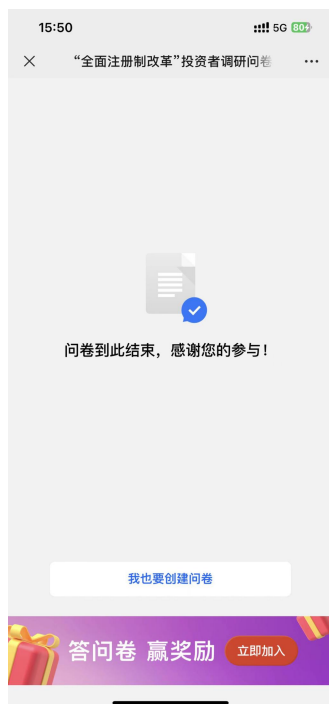 15:50
5G 80
“全面注册制改革”投资者调研问卷
问卷到此结束，感谢您的参与！
我也要创建问卷
答问卷 赢奖励 立即加入